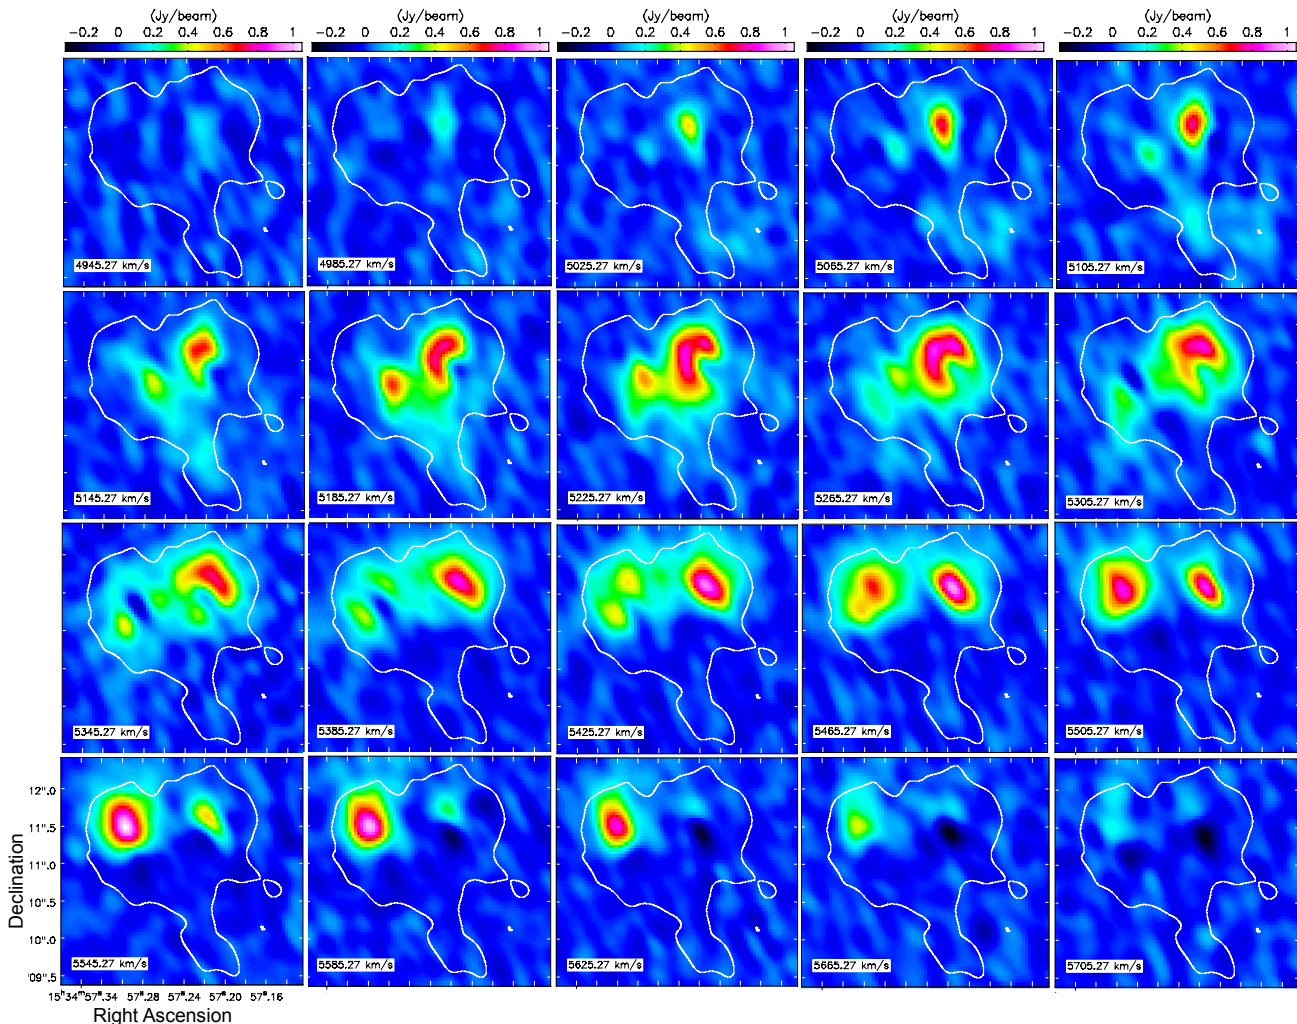 (Jy/beam) (Jy/beam) (Jy/beam) (Jy/beam) (Jy/beam)
−0.2 0 0.2 0.4 0.6 0.8 1 −0.2 0 0.2 0.4 0.6 0.8 1 −0.2 0 0.2 0.4 0.6 0.8 1 −0.2 0 0.2 0.4 0.6 0.8 1 −0.2 0 0.2 0.4 0.6 0.8 1
4945.27 km/s 4985.27 km/s 5025.27 km/s 5065.27 km/s 5105.27 km/s
5145.27 km/s 5185.27 km/s 5225.27 km/s 5265.27 km/s 5305.27 km/s
5345.27 km/s 5385.27 km/s 5425.27 km/s 5465.27 km/s 5505.27 km/s
12".0
11".5
11".0
10".5
10".0
'09".5
Declination
5545.27 km/s 5585.27 km/s 5625.27 km/s 5665.27 km/s 5705.27 km/s
15ʰ34ᵐ57ˢ.34 57ˢ.28 57ˢ.24 57ˢ.20 57ˢ.16
Right Ascension